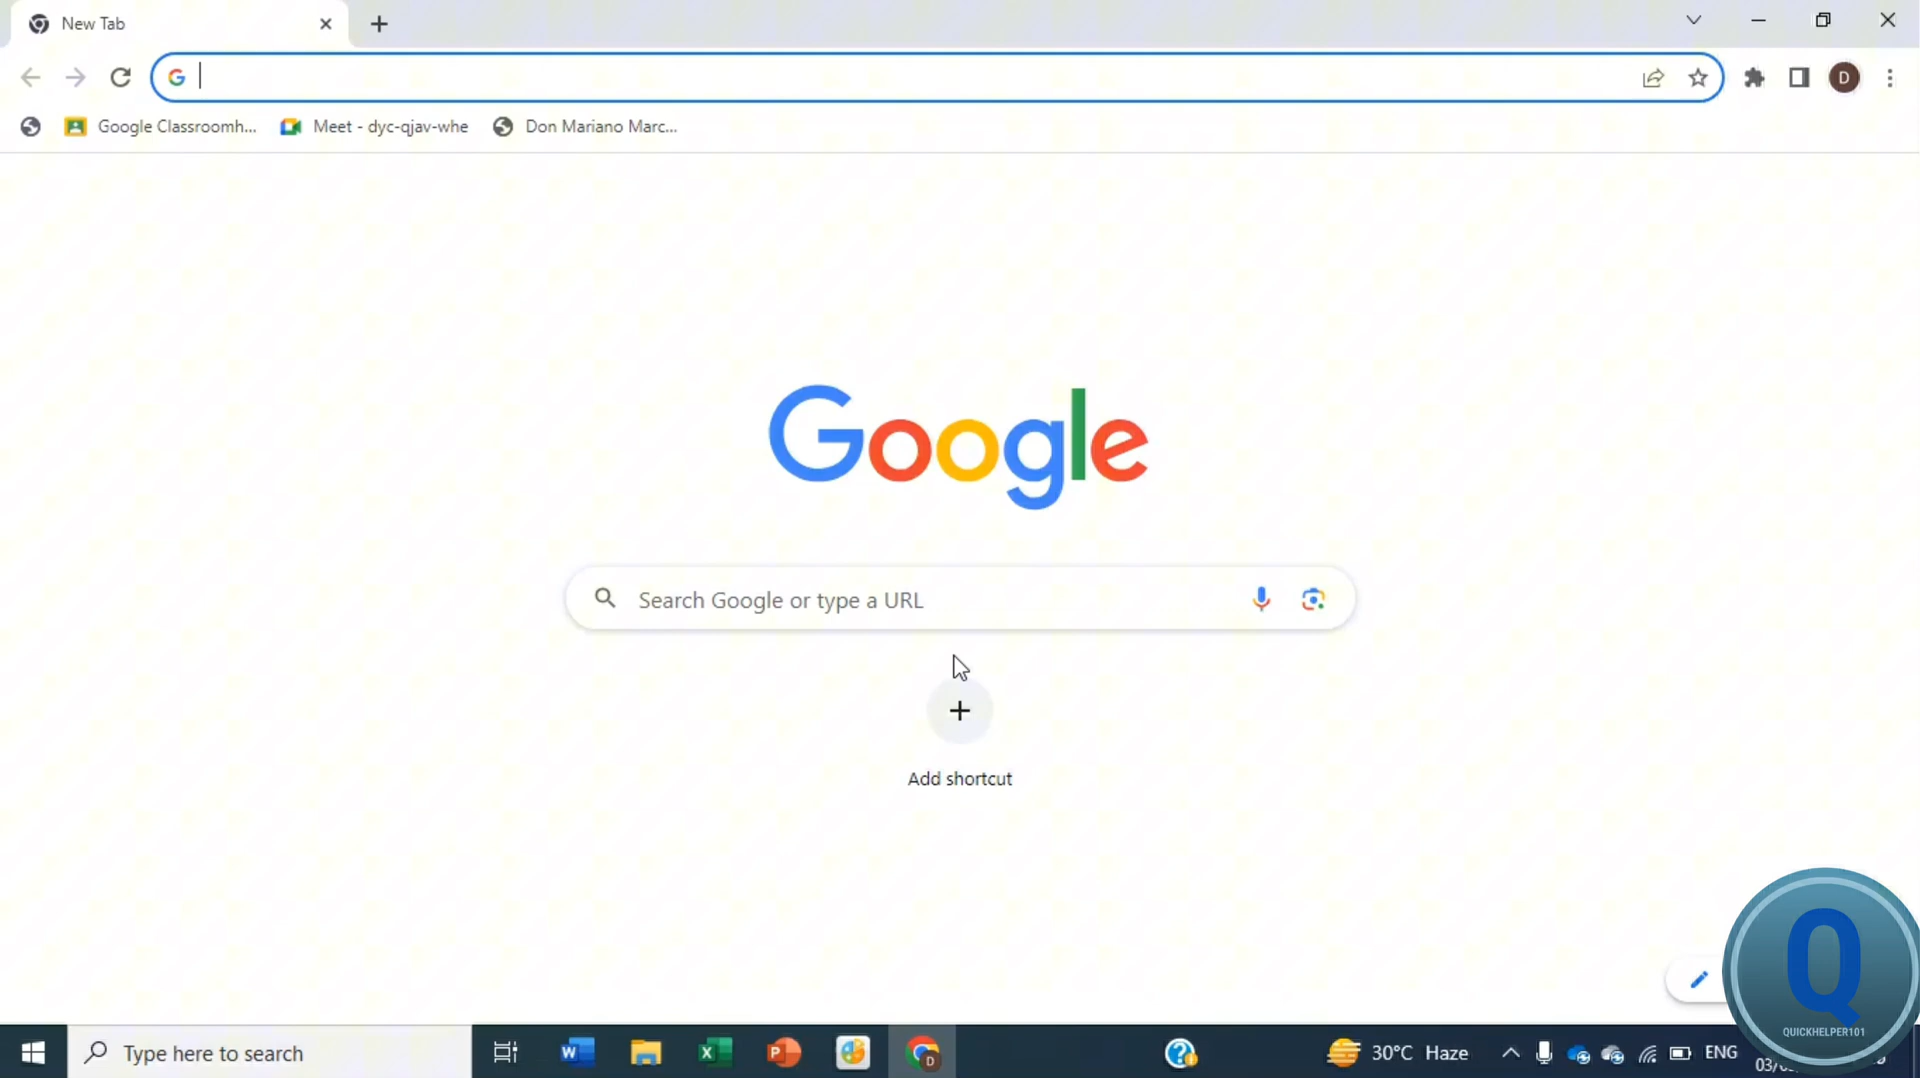 New Tab
Google Classroomh...
Meet - dyc-qjav-whe
Don Mariano Marc...
D
Google
Search Google or type a URL
Add shortcut
Q
QUICKHELPER101
Type here to search
30°C Haze
ENG